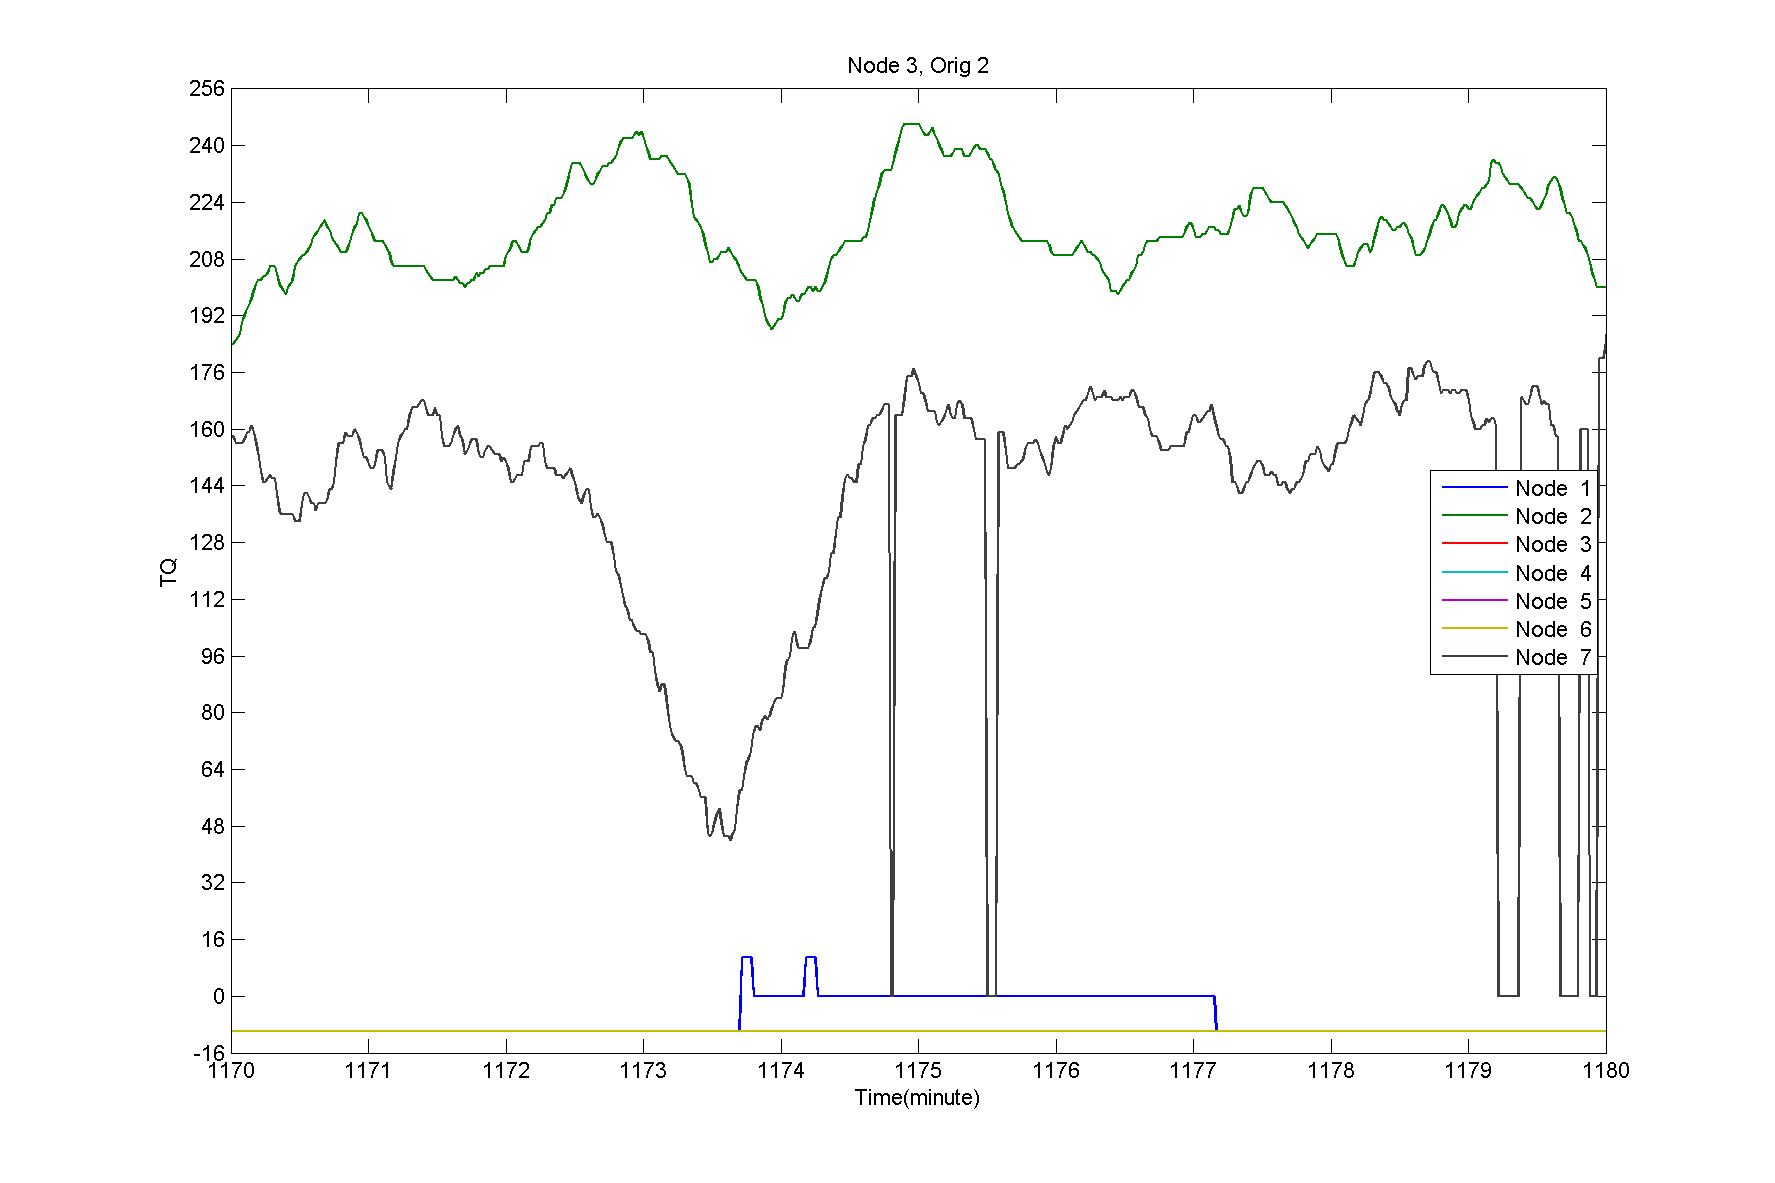 Node 3, Orig 2
256
240
224
208
192
176
160
144
128
112
96
80
64
48
32
16
0
-16
TQ
Node 1
Node 2
Node 3
Node 4
Node 5
Node 6
Node 7
1170 1171 1172 1173 1174 1175 1176 1177 1178 1179 1180
Time(minute)